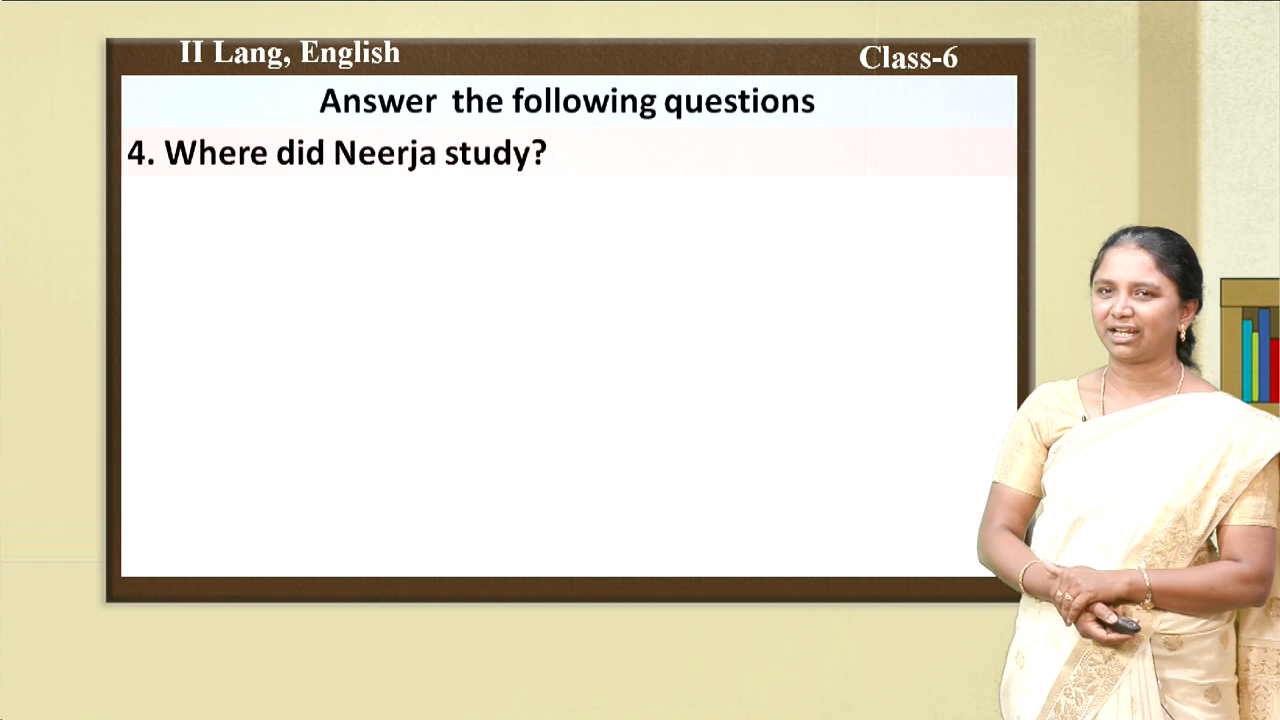 II Lang, English
Class-6
Answer the following questions
4. Where did Neerja study?